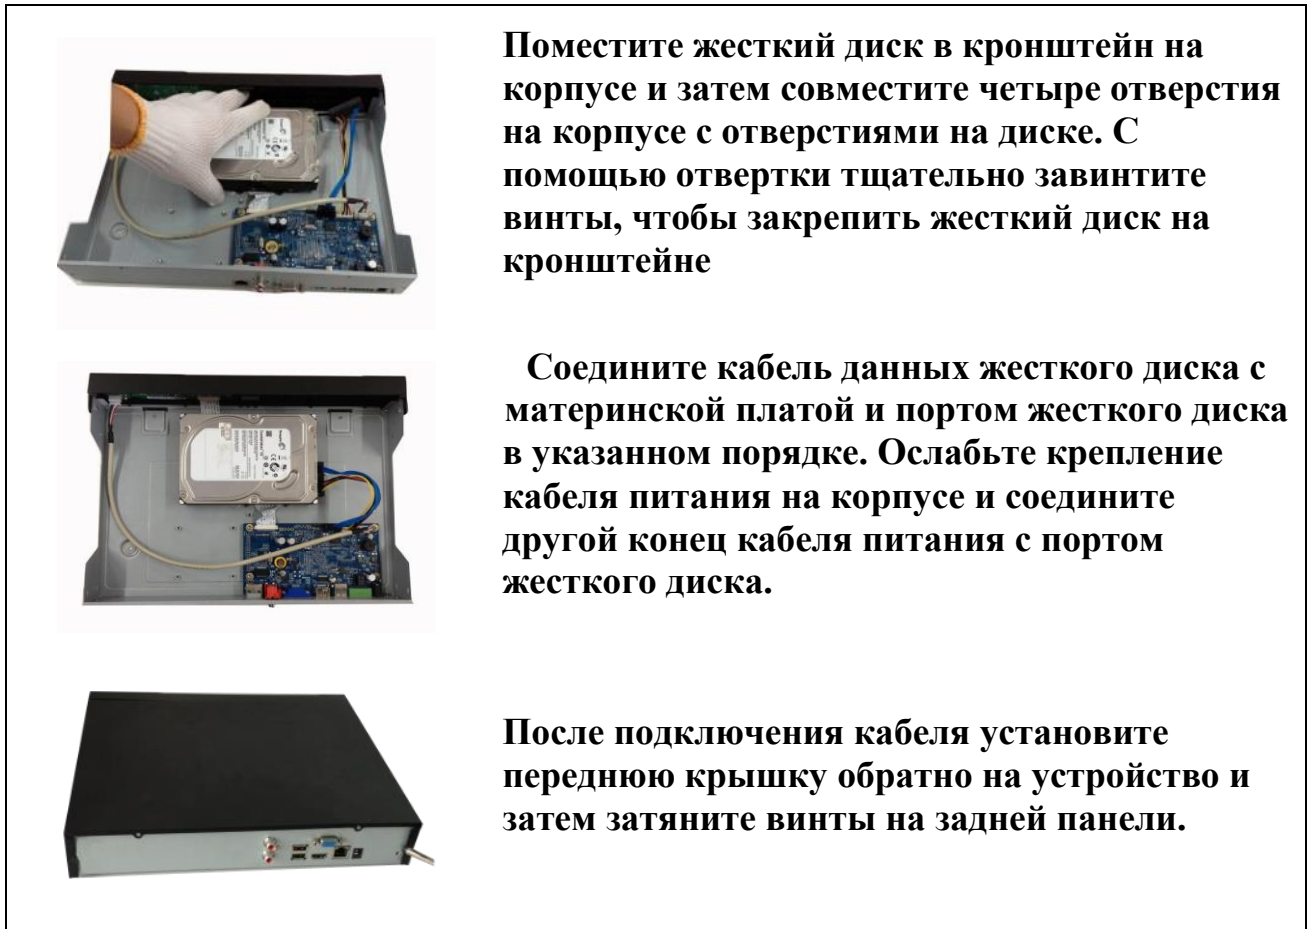 Поместите жесткий диск в кронштейн на
корпусе и затем совместите четыре отверстия
на корпусе с отверстиями на диске. С
помощью отвертки тщательно завинтите
винты, чтобы закрепить жесткий диск на
кронштейне
Соедините кабель данных жесткого диска с
материнской платой и портом жесткого диска
в указанном порядке. Ослабьте крепление
кабеля питания на корпусе и соедините
другой конец кабеля питания с портом
жесткого диска.
После подключения кабеля установите
переднюю крышку обратно на устройство и
затем затяните винты на задней панели.